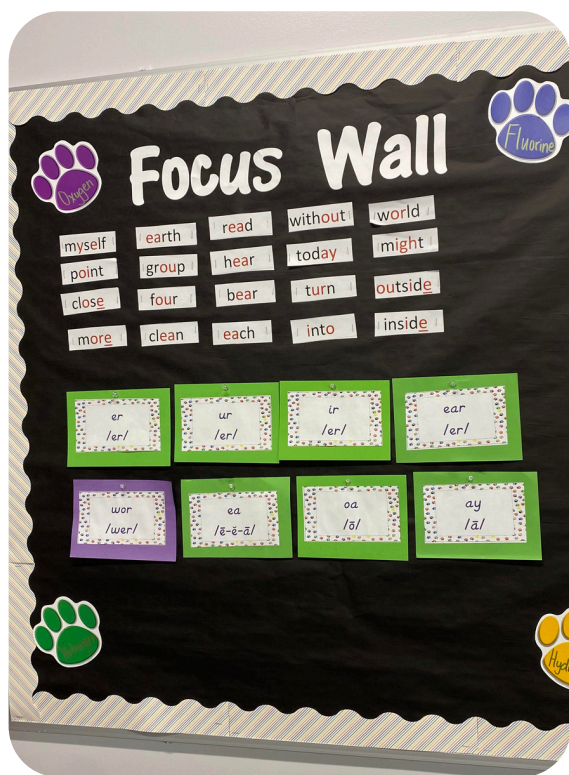 Fluorine
Oxygen
Focus Wall
myself earth read without world
point group hear today might
close four bear turn outside
more clean each into inside
er
/er/
ur
/er/
ir
/er/
ear
/er/
wor
/wer/
ea
/ē-ĕ-ā/
oa
/ō/
ay
/ā/